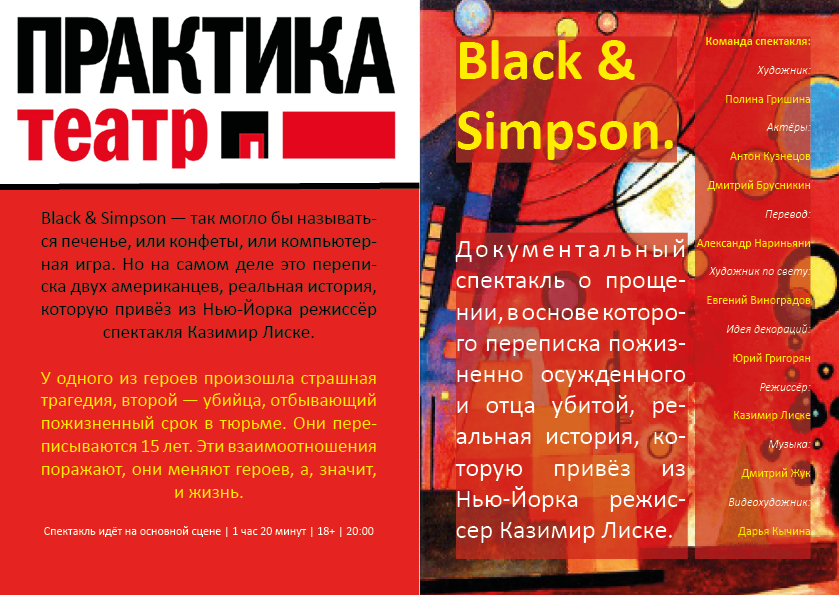 ПРАКТИКА
театр
Black & Simpson — так могло бы называть-
ся печенье, или конфеты, или компьютер-
ная игра. Но на самом деле это перепи-
ска двух американцев, реальная история,
которую привёз из Нью-Йорка режиссёр
спектакля Казимир Лиске.
У одного из героев произошла страшная
трагедия, второй — убийца, отбывающий
пожизненный срок в тюрьме. Они пере-
писываются 15 лет. Эти взаимоотношения
поражают, они меняют героев, а, значит,
и жизнь.
Спектакль идёт на основной сцене | 1 час 20 минут | 18+ | 20:00
Black &
Simpson.
Документальный
спектакль о проще-
нии, в основе которо-
го переписка пожиз-
ненно осужденного
и отца убитой, ре-
альная история, ко-
торую привёз из
Нью-Йорка режис-
сер Казимир Лиске.
Команда спектакля:
Художник:
Полина Гришина
Актёры:
Антон Кузнецов
Дмитрий Брусникин
Перевод:
Александр Нариньяни
Художник по свету:
Евгений Виноградов
Идея декораций:
Юрий Григорян
Режиссёр:
Казимир Лиске
Музыка:
Дмитрий Жук
Видеохудожник:
Дарья Кычина